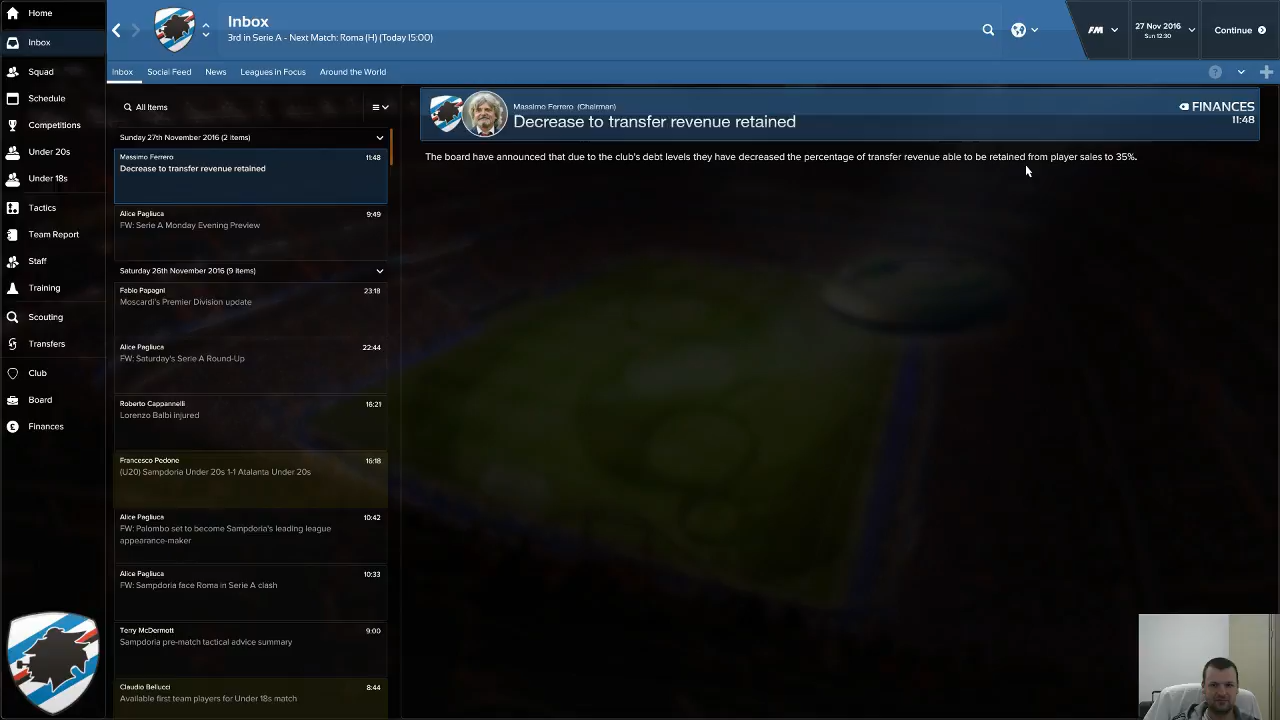 Home
Inbox
Squad
Schedule
Competitions
Under 20s
Under 18s
Tactics
Team Report
Staff
Training
Scouting
Transfers
Club
Board
Finances
Inbox
3rd in Serie A - Next Match: Roma (H) (Today 15:00)
FM
27 Nov 2016
Sun 12:30
Continue
Inbox
Social Feed
News
Leagues in Focus
Around the World
?
All Items
Sunday 27th November 2016 (2 items)
Massimo Ferrero 11:48
Decrease to transfer revenue retained
Alice Pagliuca 9:49
FW: Serie A Monday Evening Preview
Saturday 26th November 2016 (9 items)
Fabio Papagni 23:18
Moscardi's Premier Division update
Alice Pagliuca 22:44
FW: Saturday's Serie A Round-Up
Roberto Cappannelli 16:21
Lorenzo Balbi injured
Francesco Pedone 16:18
(U20) Sampdoria Under 20s 1-1 Atalanta Under 20s
Alice Pagliuca 10:42
FW: Palombo set to become Sampdoria's leading league
appearance-maker
Alice Pagliuca 10:33
FW: Sampdoria face Roma in Serie A clash
Terry McDermott 9:00
Sampdoria pre-match tactical advice summary
Claudio Bellucci 8:44
Available first team players for Under 18s match
Massimo Ferrero (Chairman)
Decrease to transfer revenue retained
FINANCES
11:48
The board have announced that due to the club's debt levels they have decreased the percentage of transfer revenue able to be retained from player sales to 35%.